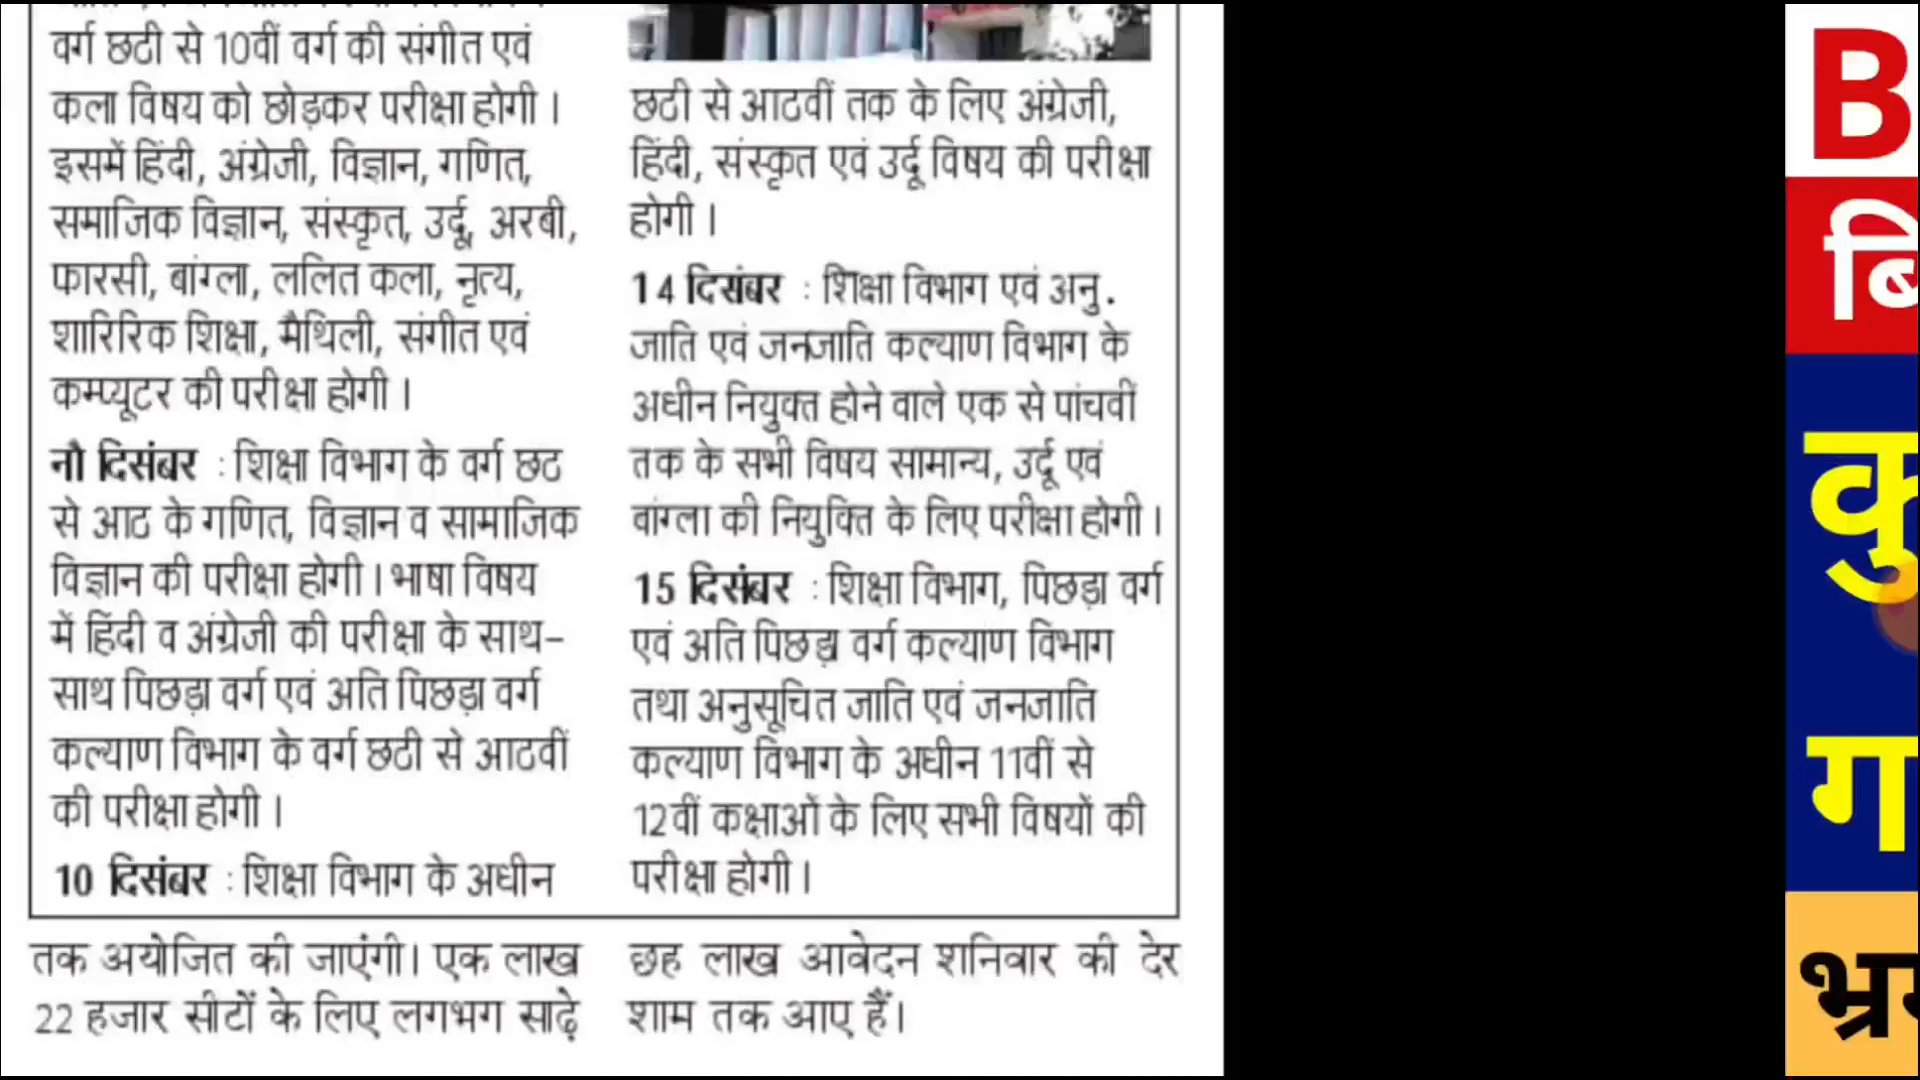 वर्ग छठी से 10वीं वर्ग की संगीत एवं
कला विषय को छोड़कर परीक्षा होगी।
इसमें हिंदी, अंग्रेजी, विज्ञान, गणित,
समाजिक विज्ञान, संस्कृत, उर्दू, अरबी,
फारसी, बांग्ला, ललित कला, नृत्य,
शारिरिक शिक्षा, मैथिली, संगीत एवं
कम्प्यूटर की परीक्षा होगी।
नौ दिसंबर : शिक्षा विभाग के वर्ग छठ
से आठ के गणित, विज्ञान व सामाजिक
विज्ञान की परीक्षा होगी। भाषा विषय
में हिंदी व अंग्रेजी की परीक्षा के साथ-
साथ पिछड़ा वर्ग एवं अति पिछड़ा वर्ग
कल्याण विभाग के वर्ग छठी से आठवीं
की परीक्षा होगी।
10 दिसंबर : शिक्षा विभाग के अधीन
छठी से आठवीं तक के लिए अंग्रेजी,
हिंदी, संस्कृत एवं उर्दू विषय की परीक्षा
होगी।
14 दिसंबर : शिक्षा विभाग एवं अनु.
जाति एवं जनजाति कल्याण विभाग के
अधीन नियुक्त होने वाले एक से पांचवीं
तक के सभी विषय सामान्य, उर्दू एवं
बांग्ला की नियुक्ति के लिए परीक्षा होगी।
15 दिसंबर : शिक्षा विभाग, पिछड़ा वर्ग
एवं अति पिछड़ा वर्ग कल्याण विभाग
तथा अनुसूचित जाति एवं जनजाति
कल्याण विभाग के अधीन 11वीं से
12वीं कक्षाओं के लिए सभी विषयों की
परीक्षा होगी।
तक अयोजित की जाएंगी। एक लाख
22 हजार सीटों के लिए लगभग साढ़े
छह लाख आवेदन शनिवार की देर
शाम तक आए हैं।
B
बि
कु
ग